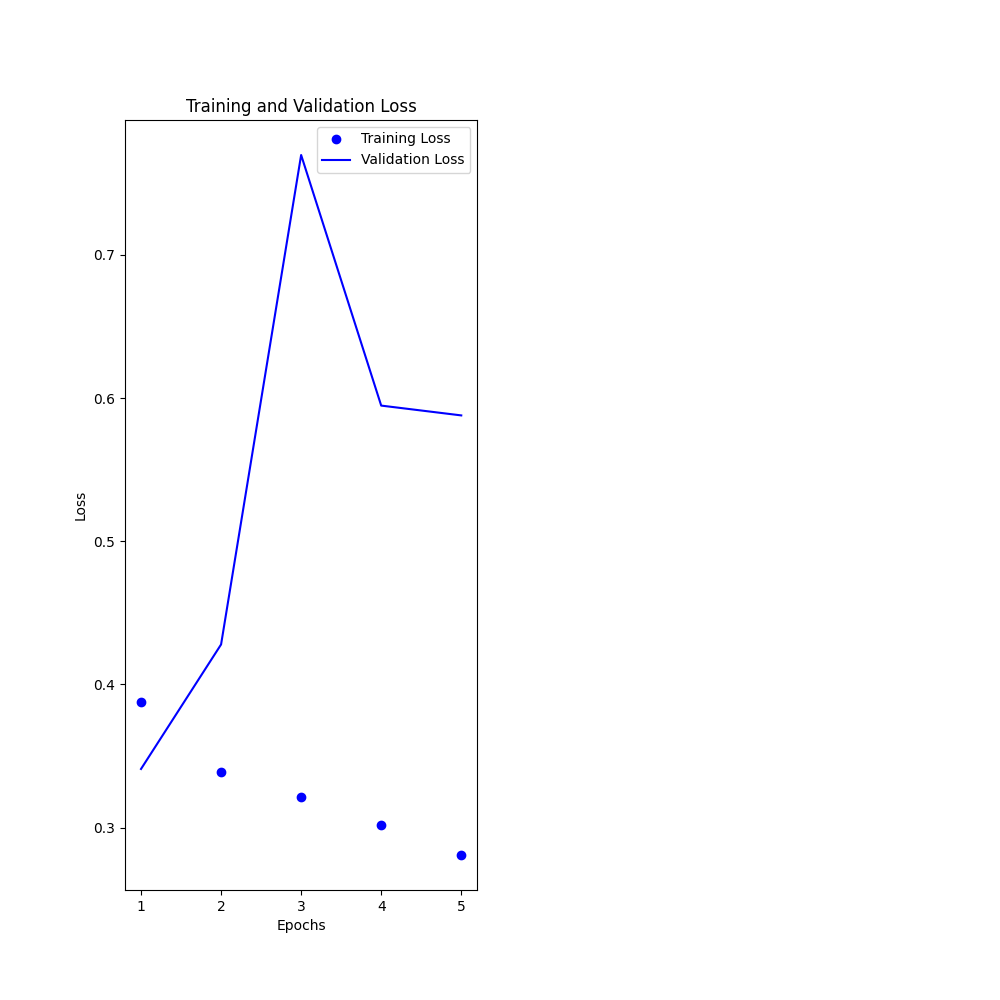 Training and Validation Loss
Training Loss
Validation Loss
0.7
0.6
0.5
0.4
0.3
Loss
1 2 3 4 5
Epochs